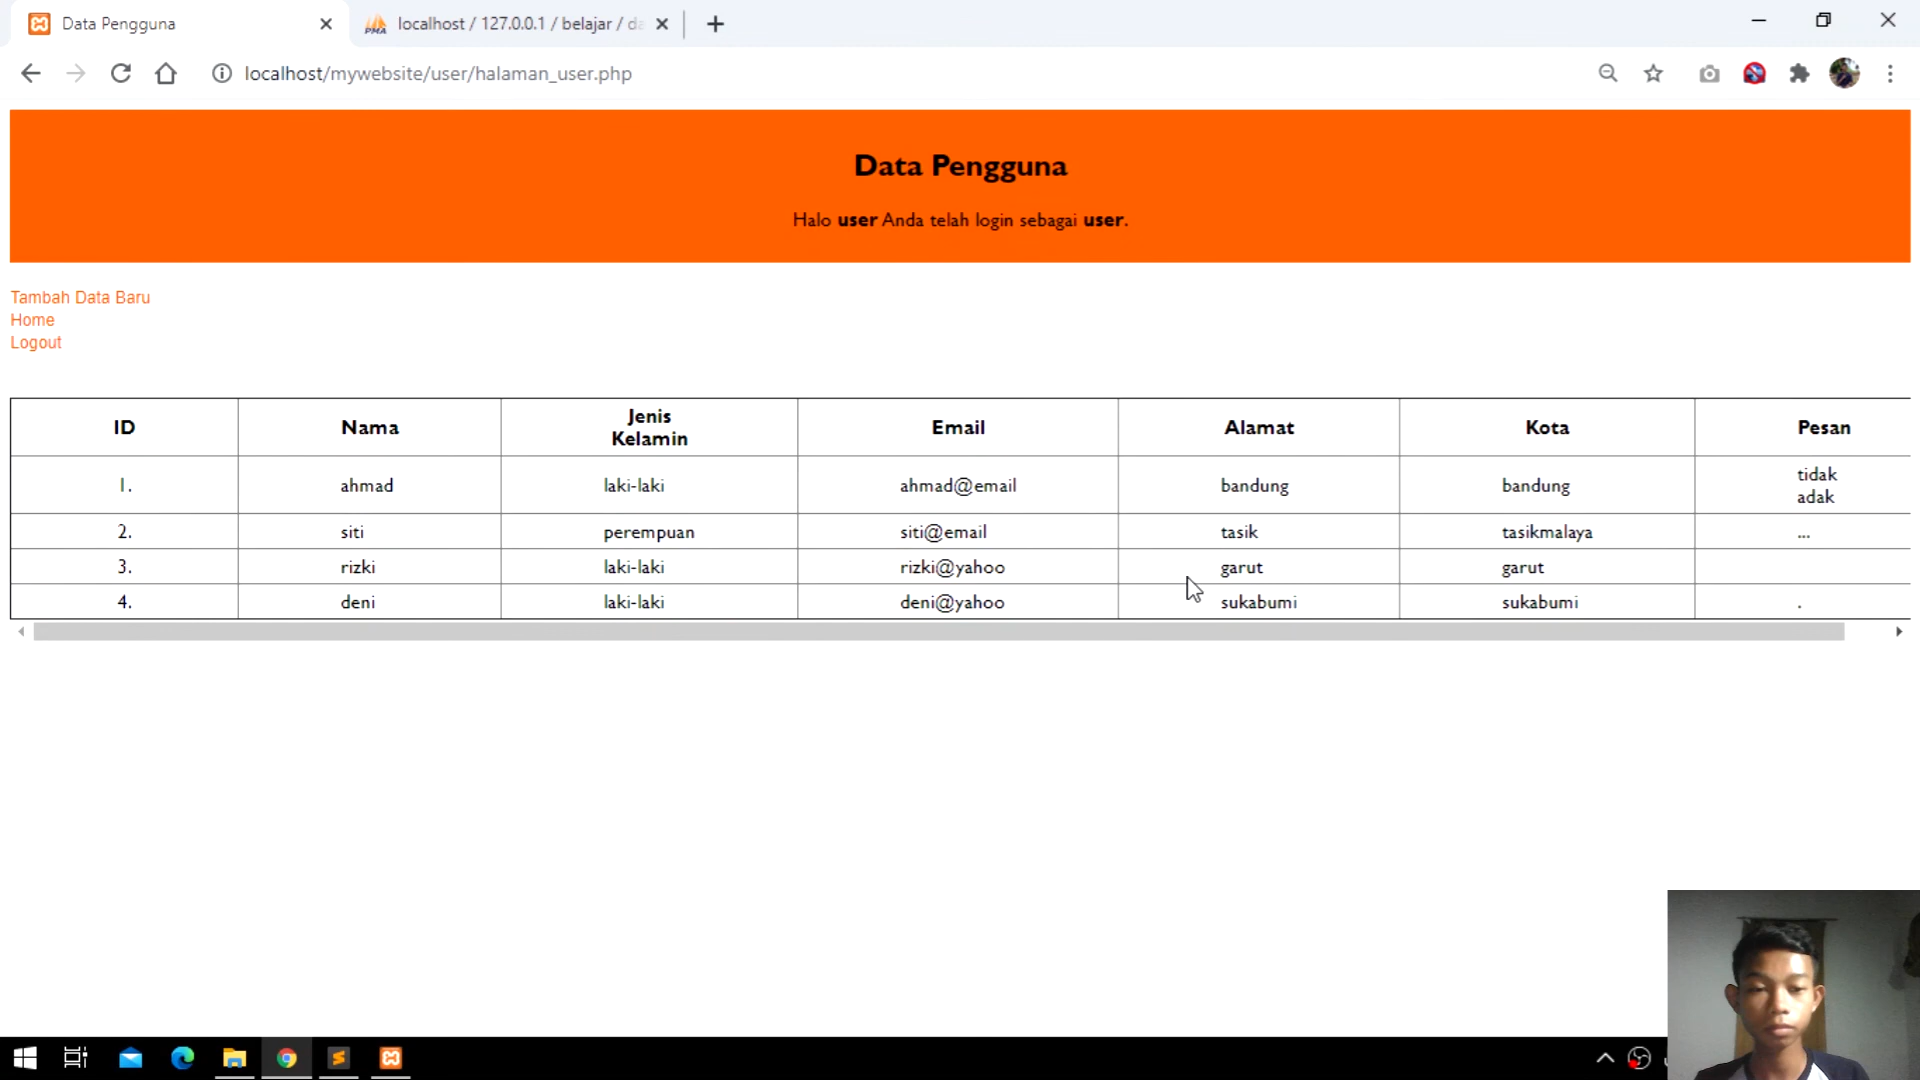 Data Pengguna
PMA localhost / 127.0.0.1 / belajar / da
localhost/mywebsite/user/halaman_user.php
Data Pengguna
Halo user Anda telah login sebagai user.
Tambah Data Baru
Home
Logout
ID Nama Jenis Kelamin Email Alamat Kota Pesan
1. ahmad laki-laki ahmad@email bandung bandung tidak adak
2. siti perempuan siti@email tasik tasikmalaya ...
3. rizki laki-laki rizki@yahoo garut garut
4. deni laki-laki deni@yahoo sukabumi sukabumi .